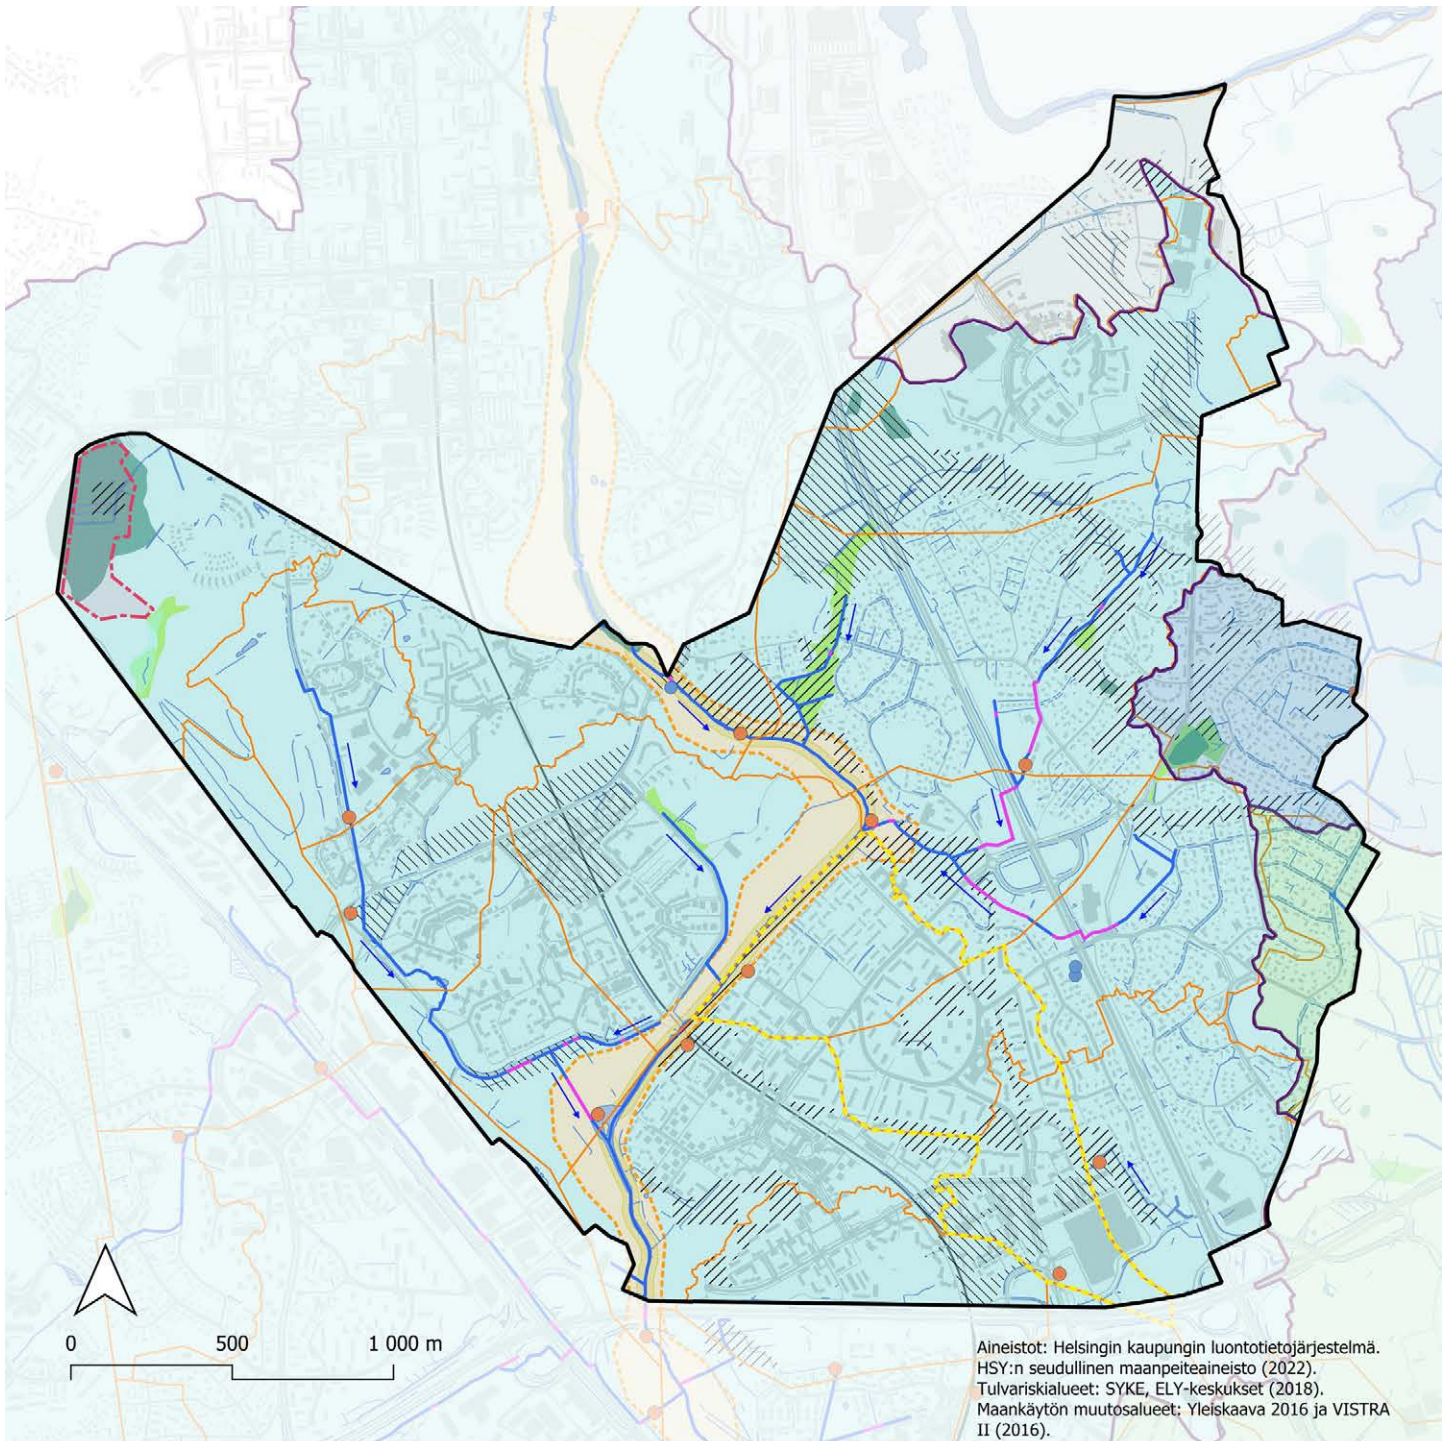 0 500 1 000 m
Aineistot: Helsingin kaupungin luontotietojärjestelmä.
HSY:n seudullinen maanpeiteaineisto (2022).
Tulvariskialueet: SYKE, ELY-keskukset (2018).
Maankäytön muutosalueet: Yleiskaava 2016 ja VISTRA
II (2016).